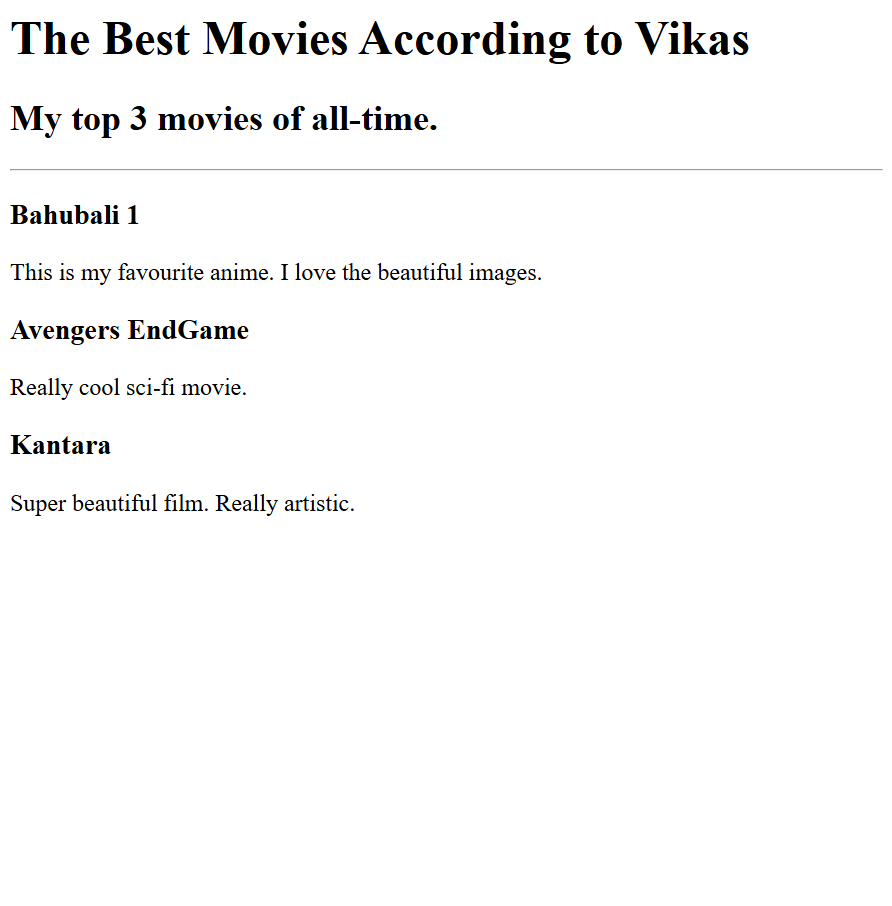 The Best Movies According to Vikas
My top 3 movies of all-time.
Bahubali 1
This is my favourite anime. I love the beautiful images.
Avengers EndGame
Really cool sci-fi movie.
Kantara
Super beautiful film. Really artistic.